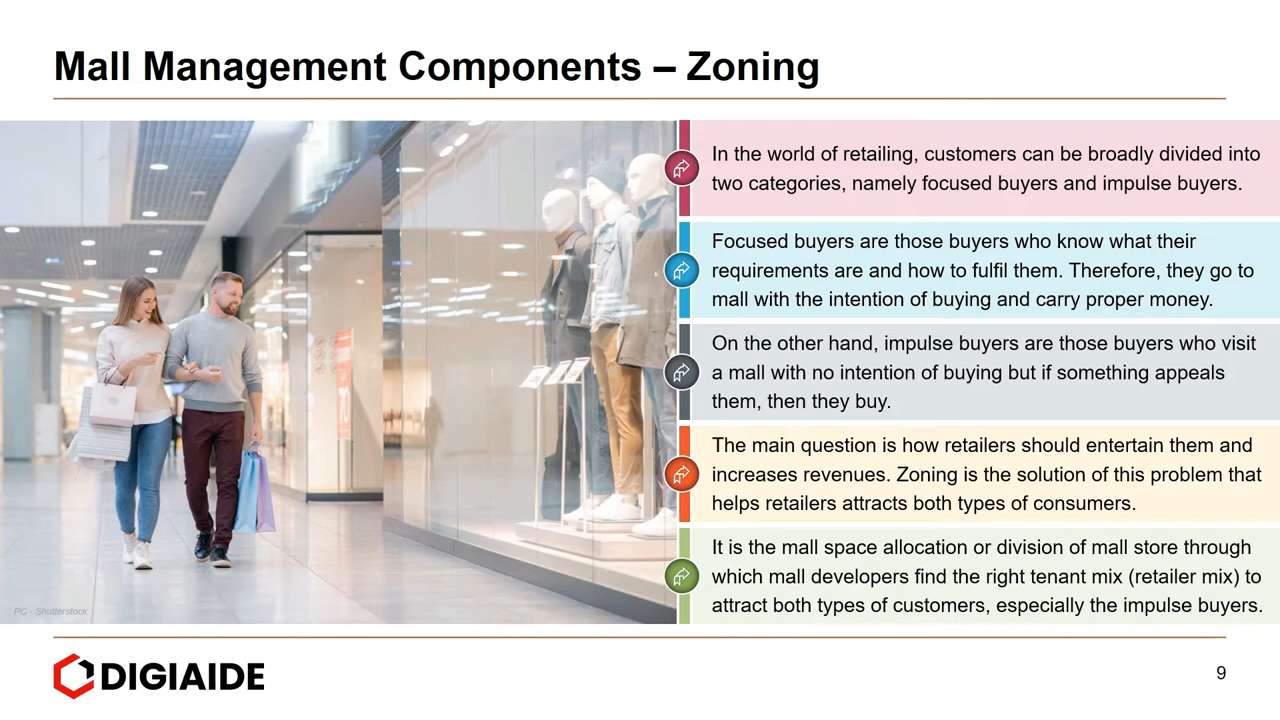 Mall Management Components – Zoning
In the world of retailing, customers can be broadly divided into
two categories, namely focused buyers and impulse buyers.
Focused buyers are those buyers who know what their
requirements are and how to fulfil them. Therefore, they go to
mall with the intention of buying and carry proper money.
On the other hand, impulse buyers are those buyers who visit
a mall with no intention of buying but if something appeals
them, then they buy.
The main question is how retailers should entertain them and
increases revenues. Zoning is the solution of this problem that
helps retailers attracts both types of consumers.
It is the mall space allocation or division of mall store through
which mall developers find the right tenant mix (retailer mix) to
attract both types of customers, especially the impulse buyers.
PC - Shutterstock
DIGIAIDE
9